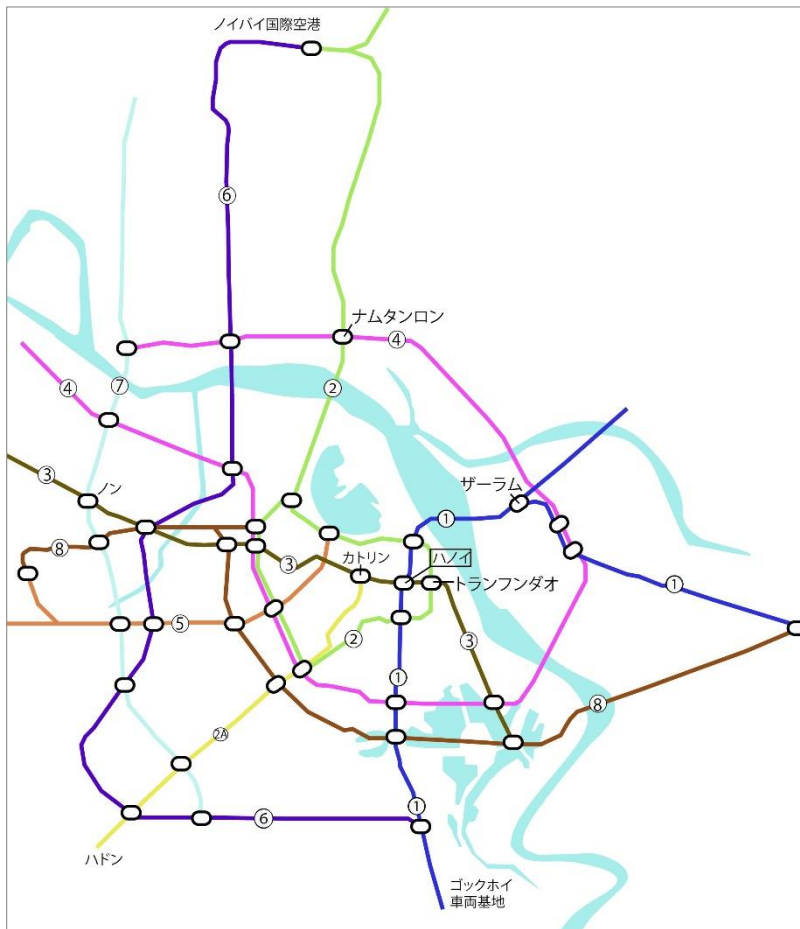 ノイバイ国際空港
⑥
ナムタンロン
④
④
⑦
②
③
ノン
ザーラム
①
⑧
③
カトリン
ハノイ
トランフンダオ
①
⑤
②
③
①
⑧
2A
①
⑥
ハドン
ゴックホイ
車両基地